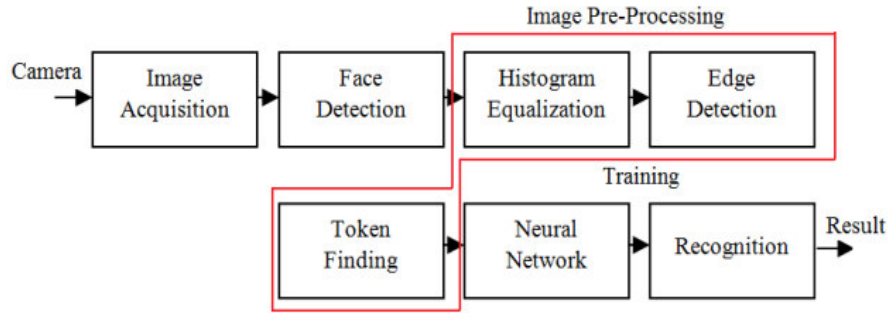 Image Pre-Processing
Camera
Image
Acquisition
Face
Detection
Histogram
Equalization
Edge
Detection
Training
Token
Finding
Neural
Network
Recognition
Result